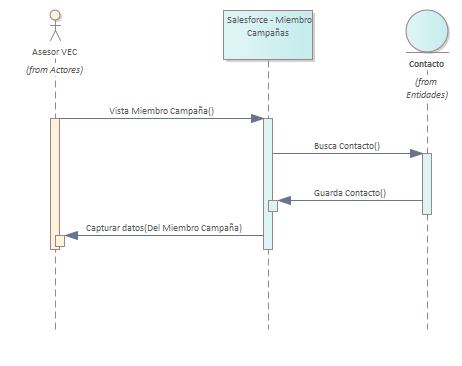 Salesforce - Miembro
Campañas
Asesor VEC
(from Actores)
Contacto
(from
Entidades)
Vista Miembro Campaña()
Busca Contacto()
Guarda Contacto()
Capturar datos(Del Miembro Campaña)